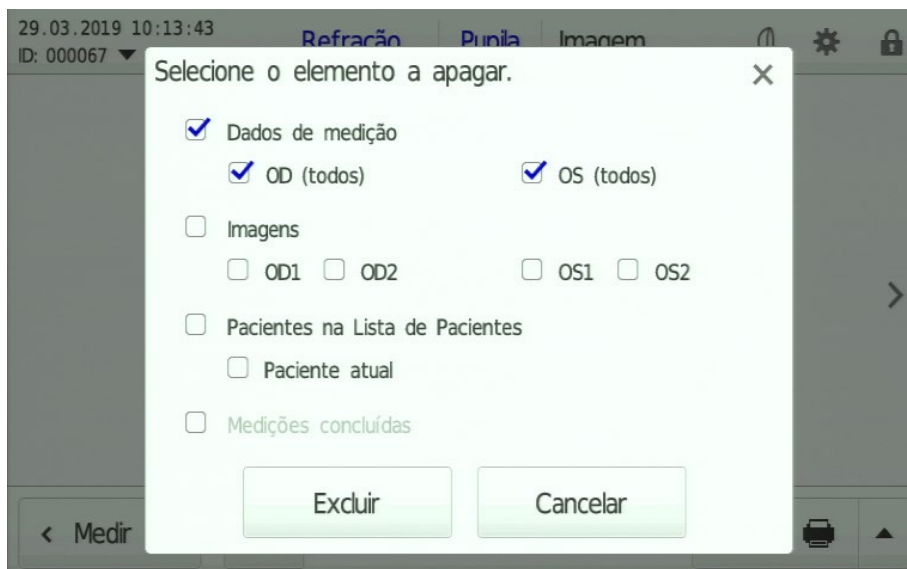 29.03.2019 10:13:43
ID: 000067
Refração Pupila Imagem
Selecione o elemento a apagar.
Dados de medição
OD (todos) OS (todos)
Imagens
OD1 OD2 OS1 OS2
Pacientes na Lista de Pacientes
Paciente atual
Medições concluídas
Excluir Cancelar
Medir